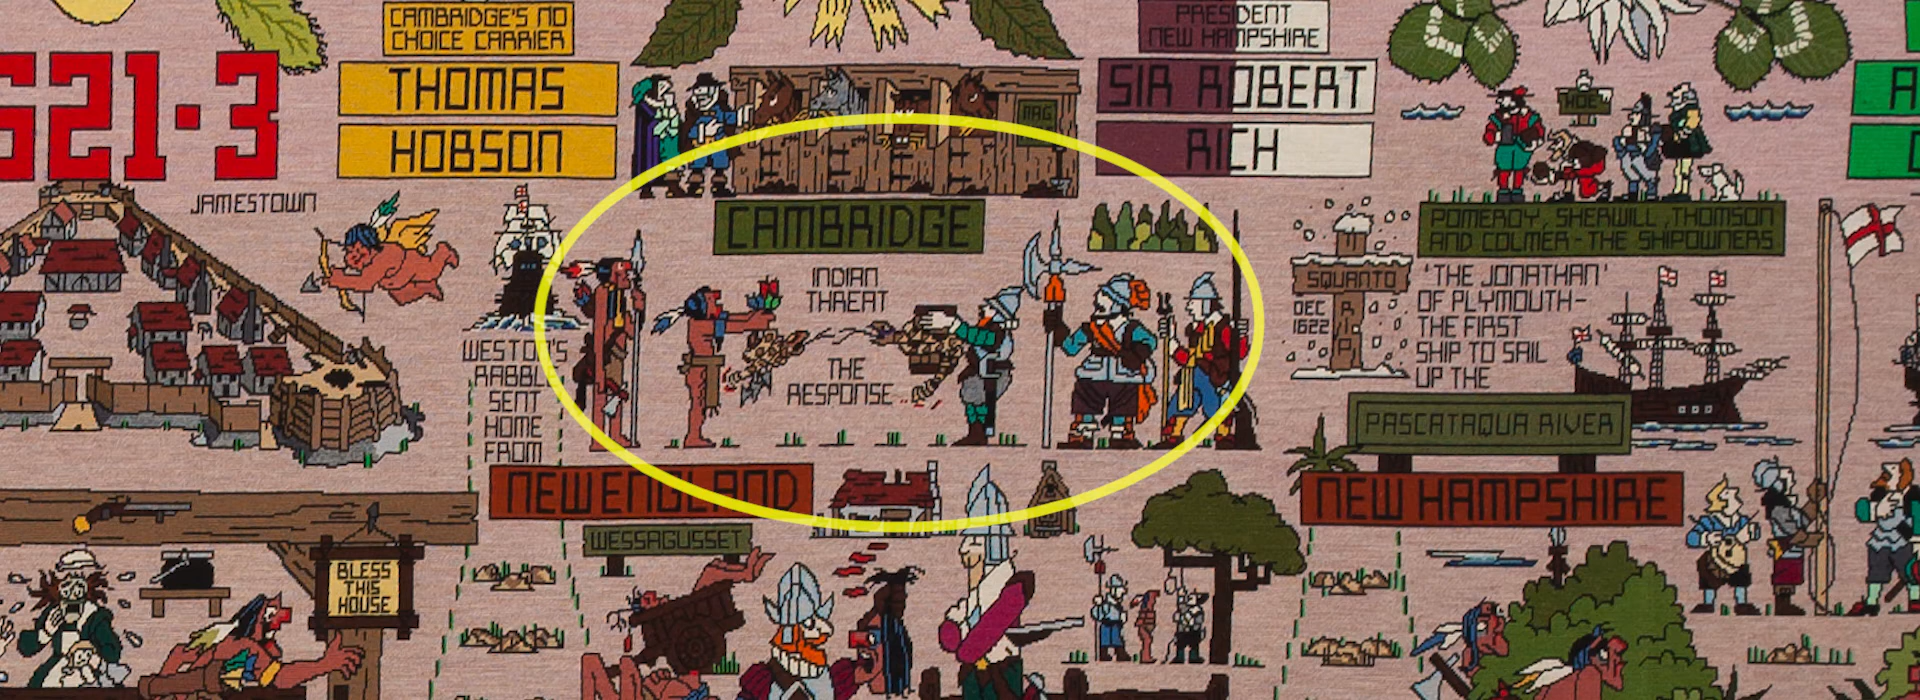 CAMBRIDGE'S NO
CHOICE CARRIER
THOMAS
HOBSON
621·3
JAMESTOWN
PRESIDENT
NEW HAMPSHIRE
SIR ROBERT
RICH
CAMBRIDGE
INDIAN
THREAT
THE
RESPONSE
WESTON'S
RABBLE
SENT
HOME
FROM
NEW ENGLAND
WESSAGUSSET
HOE
POMEROY, SHERWILL, THOMSON
AND COLMER - THE SHIPOWNERS
SQUANTO
DEC
1622
R
I
P
'THE JONATHAN'
OF PLYMOUTH -
THE FIRST
SHIP TO SAIL
UP THE
PASCATAQUA RIVER
NEW HAMPSHIRE
BLESS
THIS
HOUSE